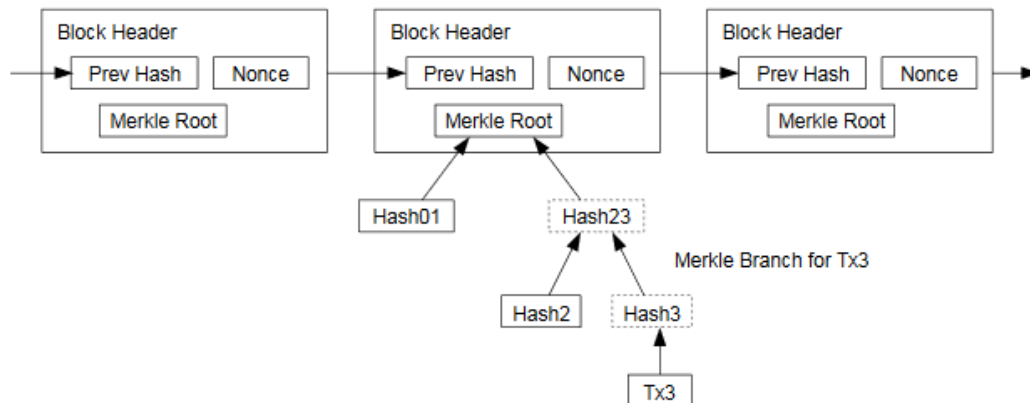 Block Header
Block Header
Block Header
Prev Hash
Nonce
Prev Hash
Nonce
Prev Hash
Nonce
Merkle Root
Merkle Root
Merkle Root
Hash01
Hash23
Merkle Branch for Tx3
Hash2
Hash3
Tx3